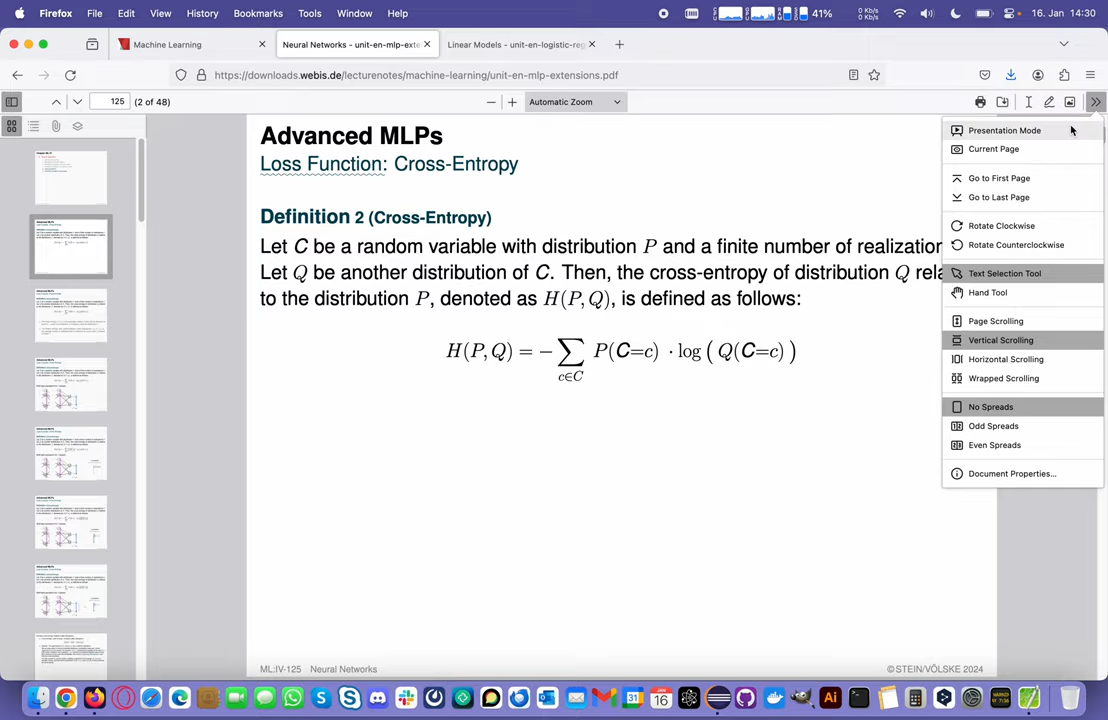 Firefox File Edit View History Bookmarks Tools Window Help 41% 0 Kb/s 0 Kb/s 16. Jan 14:30
Machine Learning Neural Networks - unit-en-mlp-exte Linear Models - unit-en-logistic-reg
https://downloads.webis.de/lecturenotes/machine-learning/unit-en-mlp-extensions.pdf
125 (2 of 48) Automatic Zoom
Presentation Mode
Current Page
Go to First Page
Go to Last Page
Rotate Clockwise
Rotate Counterclockwise
Text Selection Tool
Hand Tool
Page Scrolling
Vertical Scrolling
Horizontal Scrolling
Wrapped Scrolling
No Spreads
Odd Spreads
Even Spreads
Document Properties...
Advanced MLPs
Loss Function: Cross-Entropy
Definition 2 (Cross-Entropy)
Let C be a random variable with distribution P and a finite number of realization
Let Q be another distribution of C. Then, the cross-entropy of distribution Q rela
to the distribution P, denoted as H(P, Q), is defined as follows:
H(P, Q) = − ∑ P(C=c) · log ( Q(C=c) )
c∈C
ML:IV-125 Neural Networks ©STEIN/VÖLSKE 2024